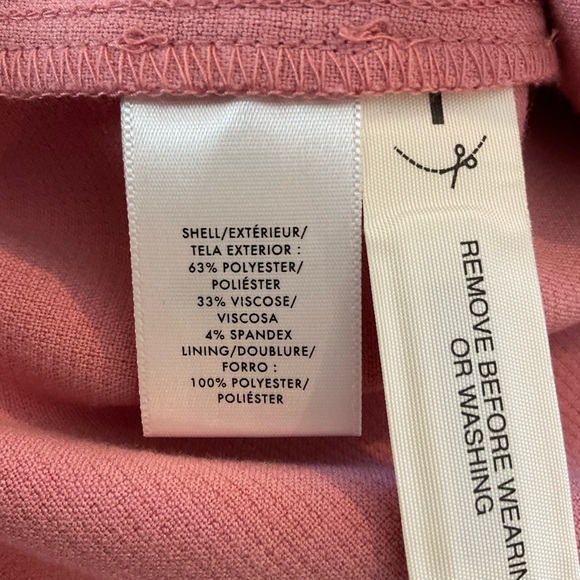 SHELL/EXTÉRIEUR/
TELA EXTERIOR :
63% POLYESTER/
POLIÉSTER
33% VISCOSE/
VISCOSA
4% SPANDEX
LINING/DOUBLURE/
FORRO :
100% POLYESTER/
POLIÉSTER
REMOVE BEFORE WEARIN
OR WASHING